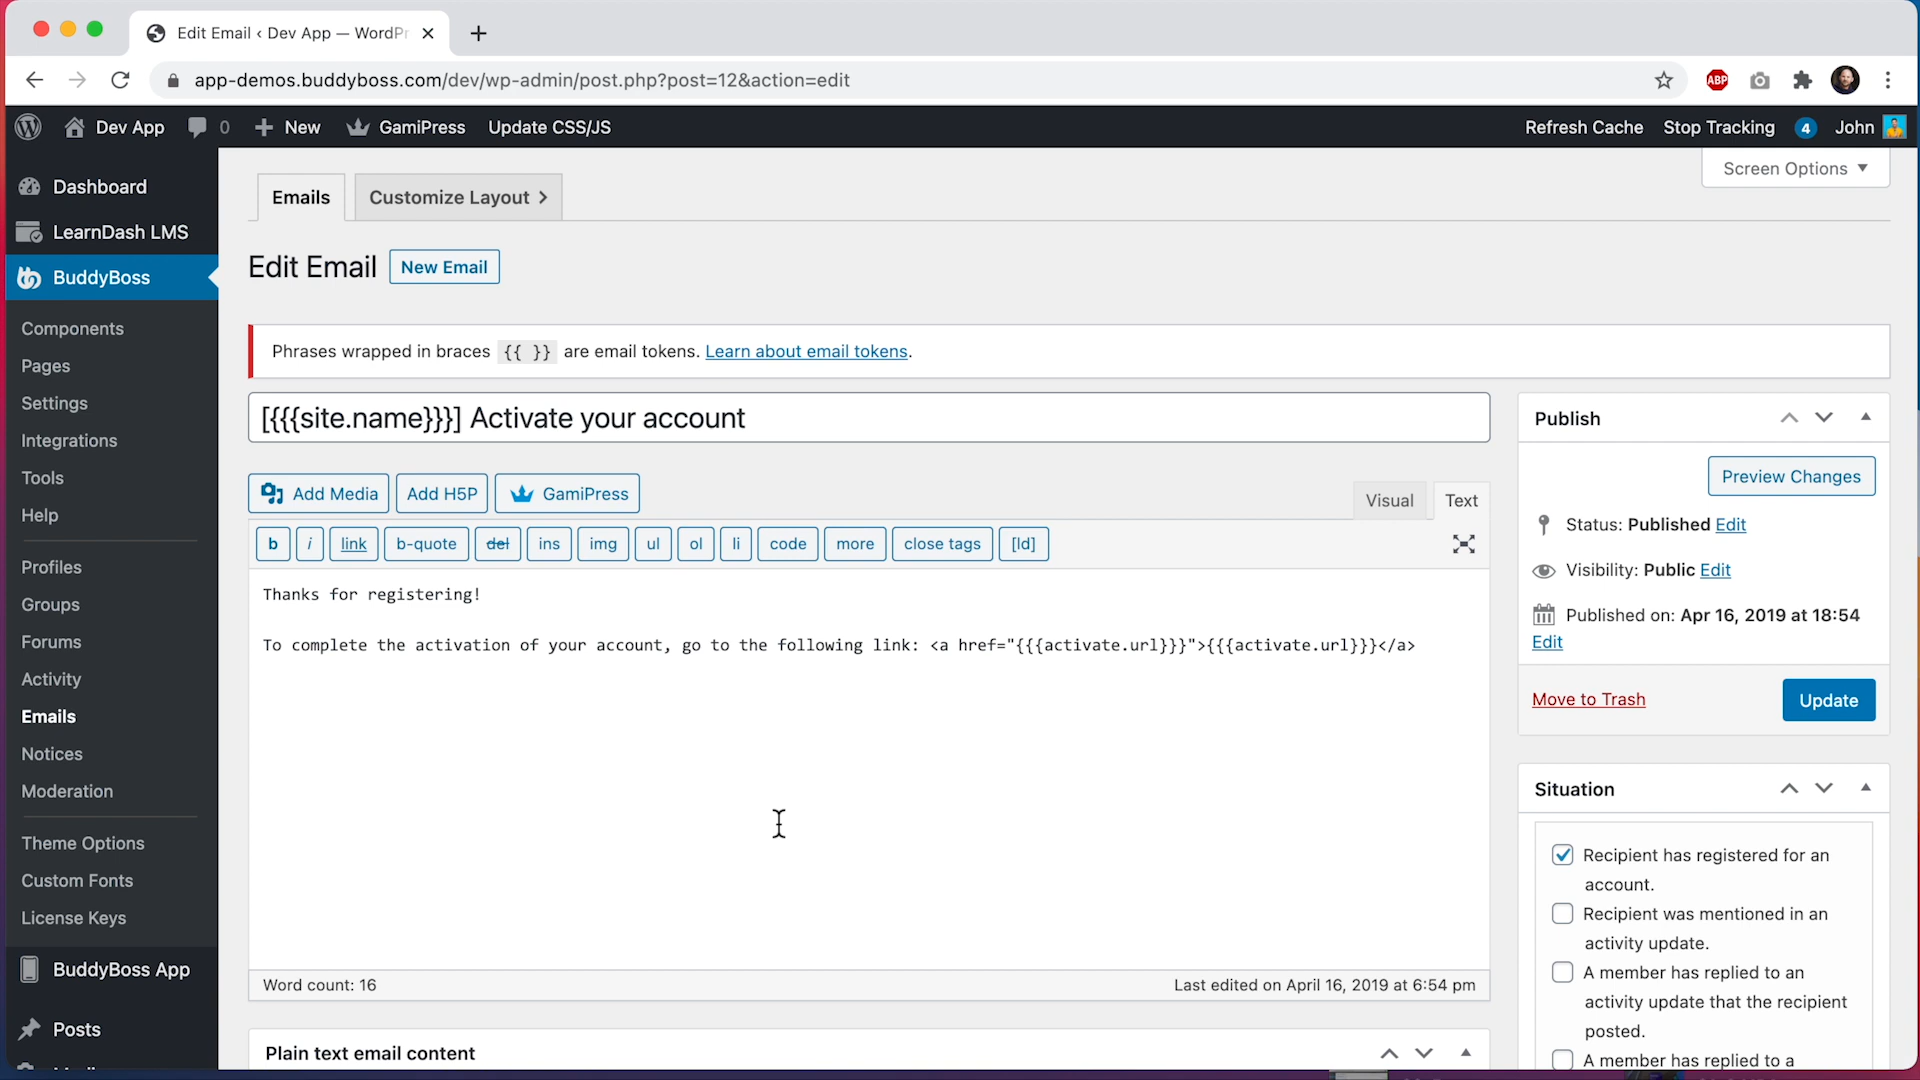 Edit Email ‹ Dev App — WordPr
app-demos.buddyboss.com/dev/wp-admin/post.php?post=12&action=edit
ABP
Dev App 0 New GamiPress Update CSS/JS Refresh Cache Stop Tracking 4 John
Screen Options
Dashboard
LearnDash LMS
BuddyBoss
Components
Pages
Settings
Integrations
Tools
Help
Profiles
Groups
Forums
Activity
Emails
Notices
Moderation
Theme Options
Custom Fonts
License Keys
BuddyBoss App
Posts
Emails Customize Layout
Edit Email New Email
Phrases wrapped in braces {{ }} are email tokens. Learn about email tokens.
[{{{site.name}}}] Activate your account
Add Media Add H5P GamiPress
Visual Text
b i link b-quote del ins img ul ol li code more close tags [ld]
Thanks for registering!
To complete the activation of your account, go to the following link: <a href="{{{activate.url}}}">{{{activate.url}}}</a>
Word count: 16 Last edited on April 16, 2019 at 6:54 pm
Plain text email content
Publish
Preview Changes
Status: Published Edit
Visibility: Public Edit
Published on: Apr 16, 2019 at 18:54
Edit
Move to Trash Update
Situation
Recipient has registered for an
account.
Recipient was mentioned in an
activity update.
A member has replied to an
activity update that the recipient
posted.
A member has replied to a